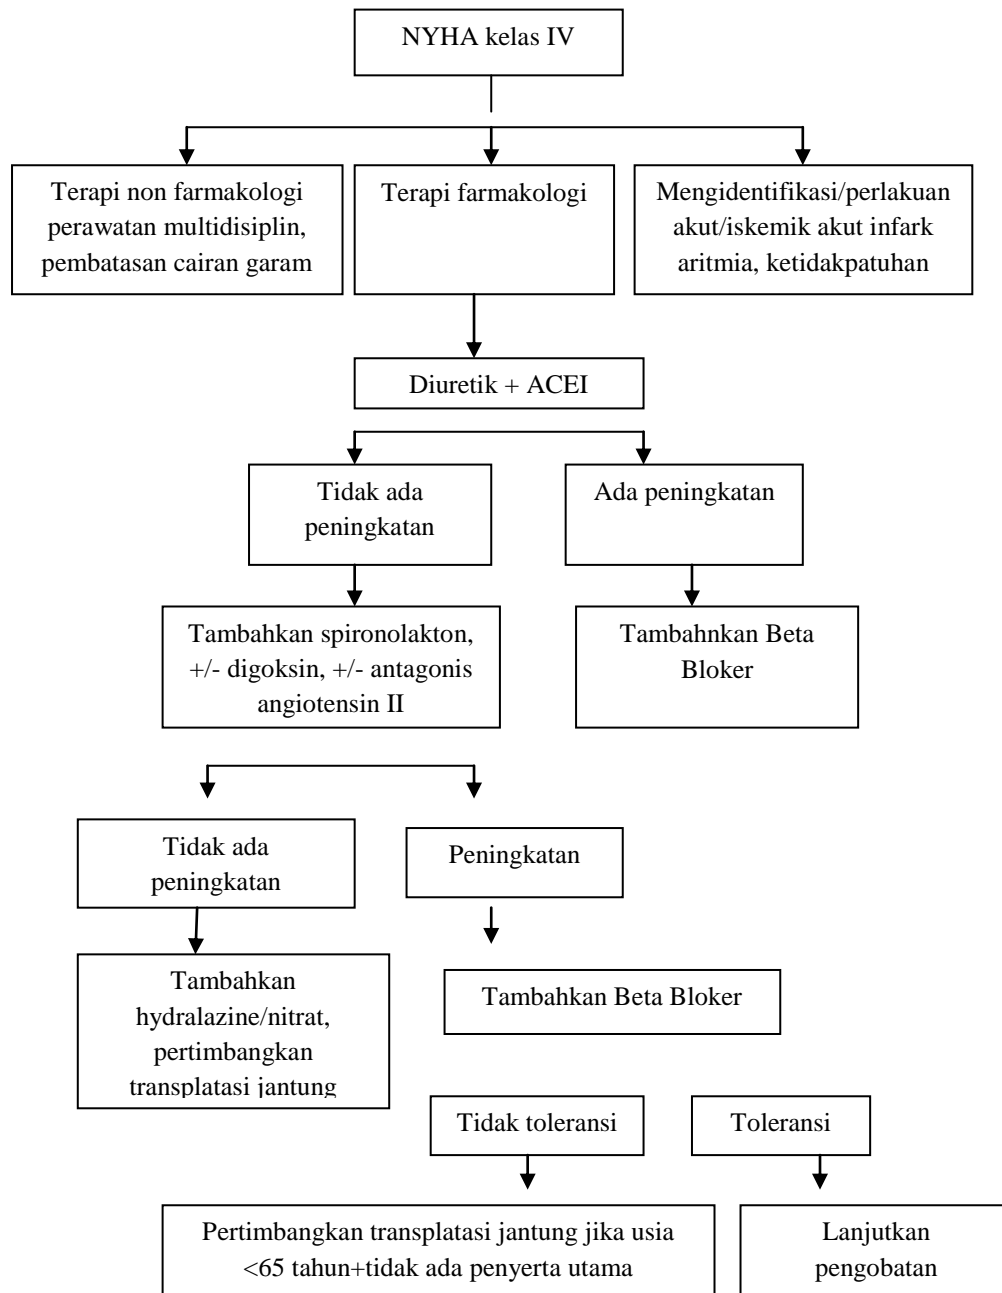 NYHA kelas IV
Terapi non farmakologi
perawatan multidisiplin,
pembatasan cairan garam
Terapi farmakologi
Mengidentifikasi/perlakuan
akut/iskemik akut infark
aritmia, ketidakpatuhan
Diuretik + ACEI
Tidak ada
peningkatan
Ada peningkatan
Tambahkan spironolakton,
+/- digoksin, +/- antagonis
angiotensin II
Tambahnkan Beta
Bloker
Tidak ada
peningkatan
Peningkatan
Tambahkan
hydralazine/nitrat,
pertimbangkan
transplatasi jantung
Tambahkan Beta Bloker
Tidak toleransi
Toleransi
Pertimbangkan transplatasi jantung jika usia
<65 tahun+tidak ada penyerta utama
Lanjutkan
pengobatan